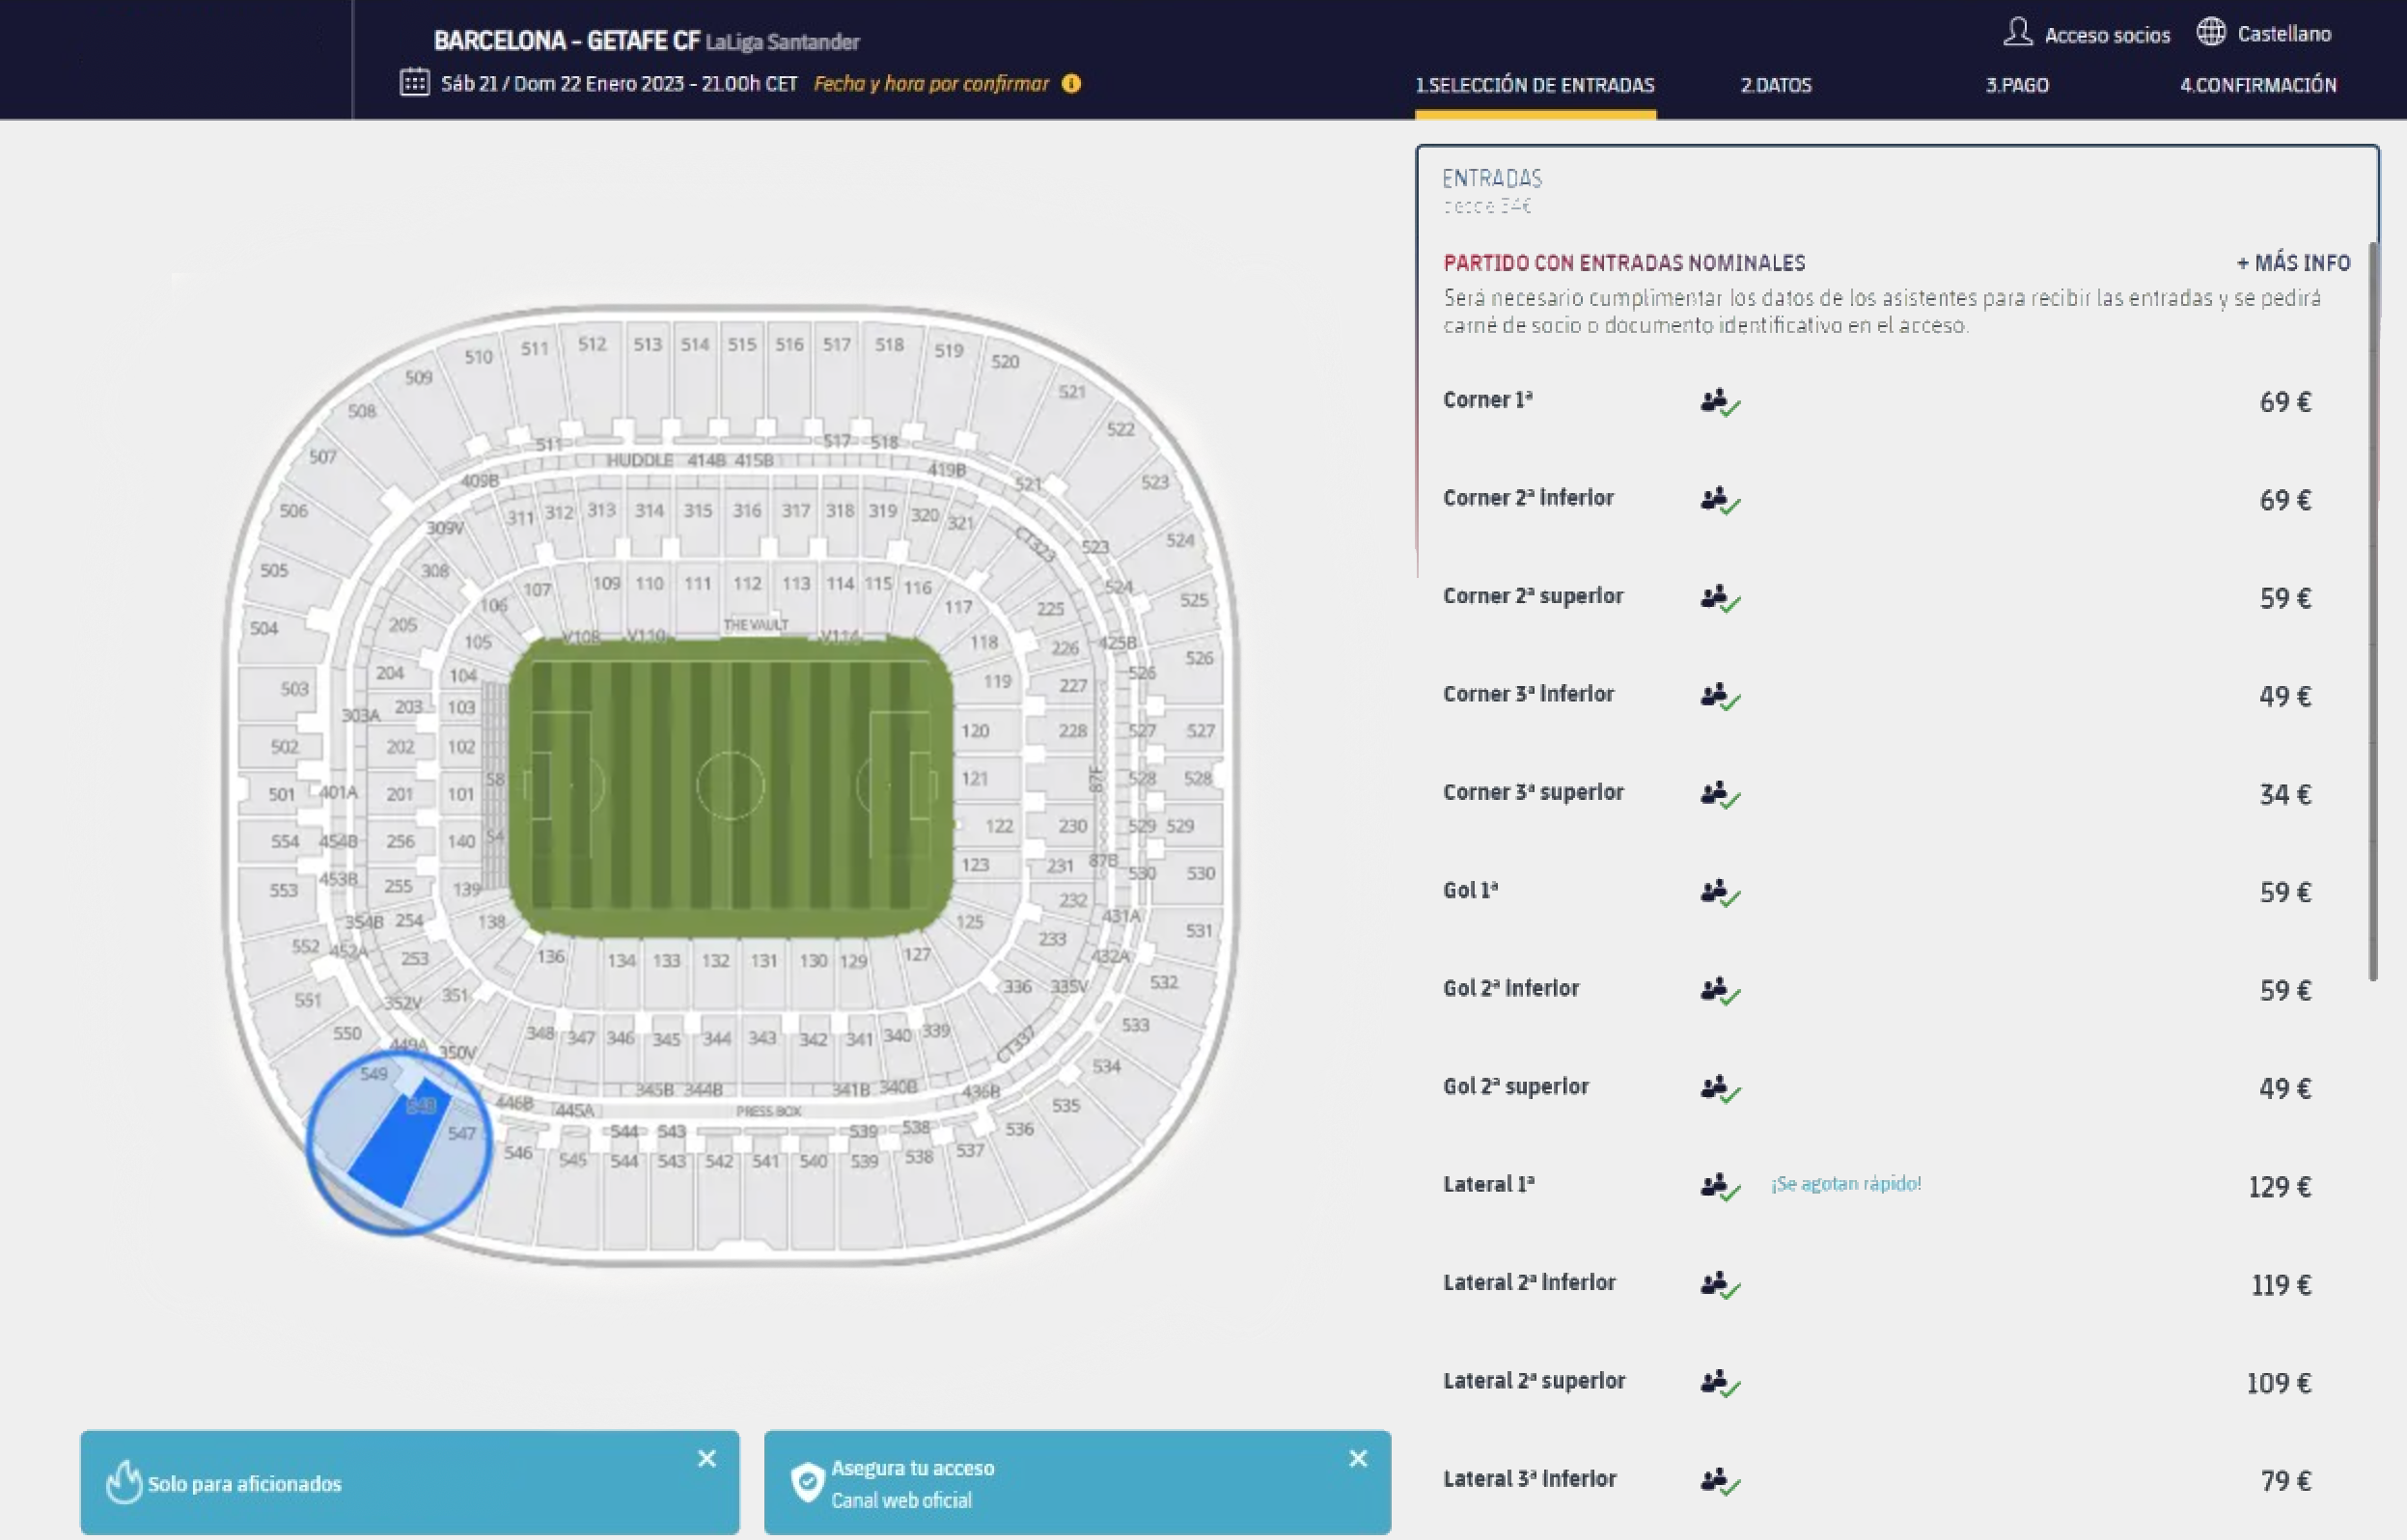 BARCELONA - GETAFE CF LaLiga Santander
Sáb 21 / Dom 22 Enero 2023 - 21.00h CET Fecha y hora por confirmar
Acceso socios Castellano
1.SELECCIÓN DE ENTRADAS 2.DATOS 3.PAGO 4.CONFIRMACIÓN
ENTRADAS
desde 34€
PARTIDO CON ENTRADAS NOMINALES + MÁS INFO
Será necesario cumplimentar los datos de los asistentes para recibir las entradas y se pedirá
carné de socio o documento identificativo en el acceso.
Corner 1ª 69 €
Corner 2ª inferior 69 €
Corner 2ª superior 59 €
Corner 3ª inferior 49 €
Corner 3ª superior 34 €
Gol 1ª 59 €
Gol 2ª inferior 59 €
Gol 2ª superior 49 €
Lateral 1ª ¡Se agotan rápido! 129 €
Lateral 2ª inferior 119 €
Lateral 2ª superior 109 €
Lateral 3ª inferior 79 €
510 511 512 513 514 515 516 517 518 519 520
509 521
508 522
507 511 517 518 523
HUDDLE 414B 415B 419B
409B 521
506 309V 311 312 313 314 315 316 317 318 319 320 321 CT323 523 524
505 308 107 109 110 111 112 113 114 115 116 524 525
504 205 106 105 THE VAULT 117 118 225 226 425B
V108 V110 V114
503 204 104 119 227 526 526
303A 203 103
502 202 102 120 228 527 527
501 401A 201 101 S8 121 87F 528 528
554 454B 256 140 S4 122 230 529 529
553 453B 255 139 123 231 87B 530 530
354B 254 138 125 232 431A 531
552 452A 253 136 134 133 132 131 130 129 127 233 432A
551 352V 351 336 335V 532
550 449A 350V 348 347 346 345 344 343 342 341 340 339 CT337 533
549 548 345B 344B 341B 340B 436B 534
547 446B 445A PRESS BOX 535
544 543 539 538 536
546 545 544 543 542 541 540 539 538 537
Solo para aficionados
Asegura tu acceso
Canal web oficial